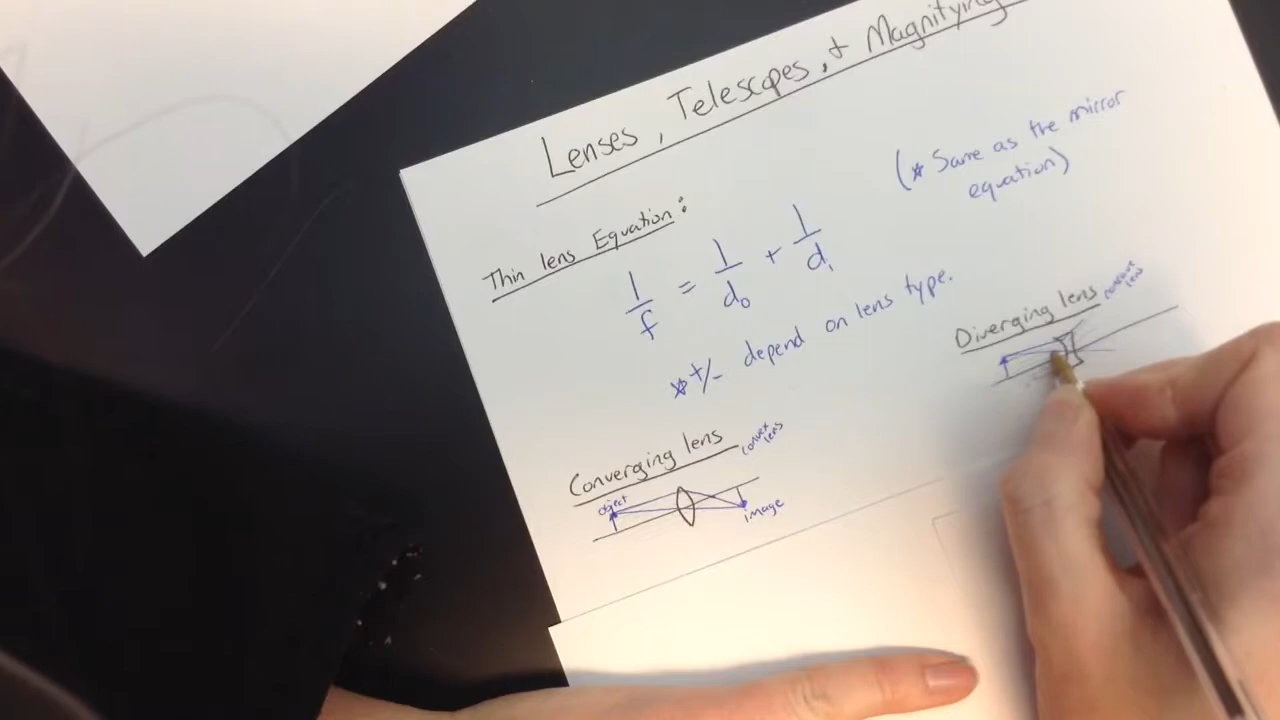 Lenses, Telescopes, + Magnifying
(* Same as the mirror
equation)
Thin lens Equation:
1/f = 1/do + 1/di
*+/- depend on lens type.
Converging lens
convex
lens
object
image
Diverging lens
concave
lens